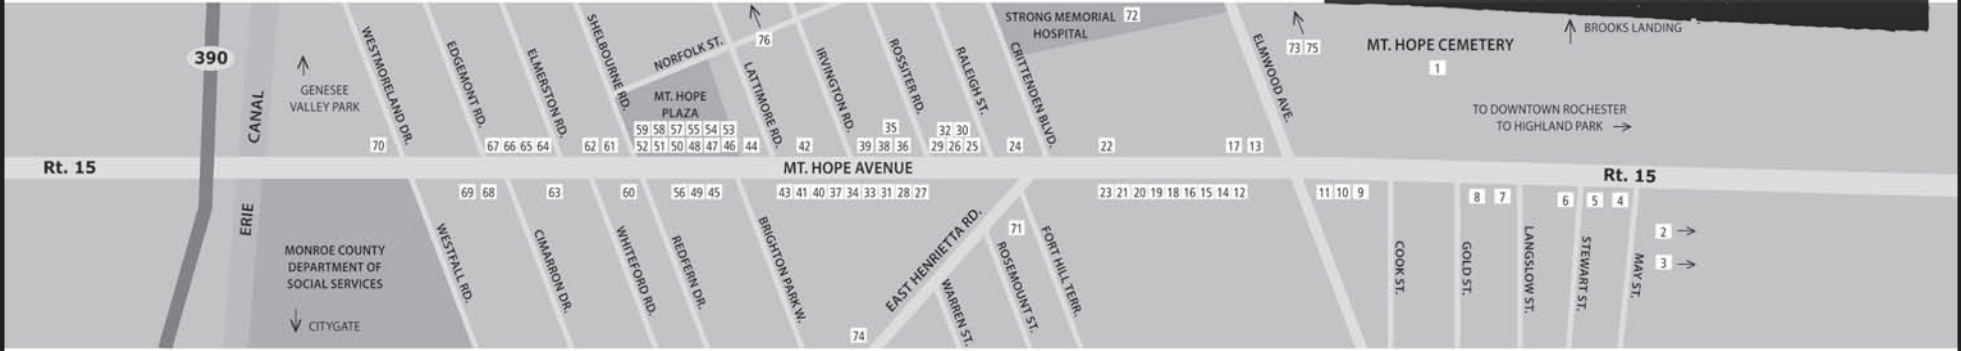 390
Rt. 15
ERIE
CANAL
GENESEE
VALLEY PARK
MONROE COUNTY
DEPARTMENT OF
SOCIAL SERVICES
CITYGATE
WESTMORELAND DR.
EDGEMONT RD.
ELMERSTON RD.
SHELBOURNE RD.
NORFOLK ST.
MT. HOPE
PLAZA
LATTIMORE RD.
IRVINGTON RD.
ROSSITER RD.
RALEIGH ST.
CRITTENDEN BLVD.
STRONG MEMORIAL
HOSPITAL
72
76
ELMWOOD AVE.
73 75
MT. HOPE CEMETERY
1
BROOKS LANDING
TO DOWNTOWN ROCHESTER
TO HIGHLAND PARK
59 58 57 55 54 53
35
32 30
70
67 66 65 64
62 61
52 51 50 48 47 46
44
42
39 38 36
29 26 25
24
22
17 13
MT. HOPE AVENUE
Rt. 15
69 68
63
60
56 49 45
43 41 40 37 34 33 31 28 27
23 21 20 19 18 16 15 14 12
11 10 9
8
7
6
5
4
2
3
71
74
WESTFALL RD.
CIMARRON DR.
WHITEFORD RD.
REDFERN DR.
BRIGHTON PARK W.
EAST HENRIETTA RD.
WARREN ST.
ROSEMOUNT ST.
FORT HILL TERR.
COOK ST.
GOLD ST.
LANGSLOW ST.
STEWART ST.
MAY ST.